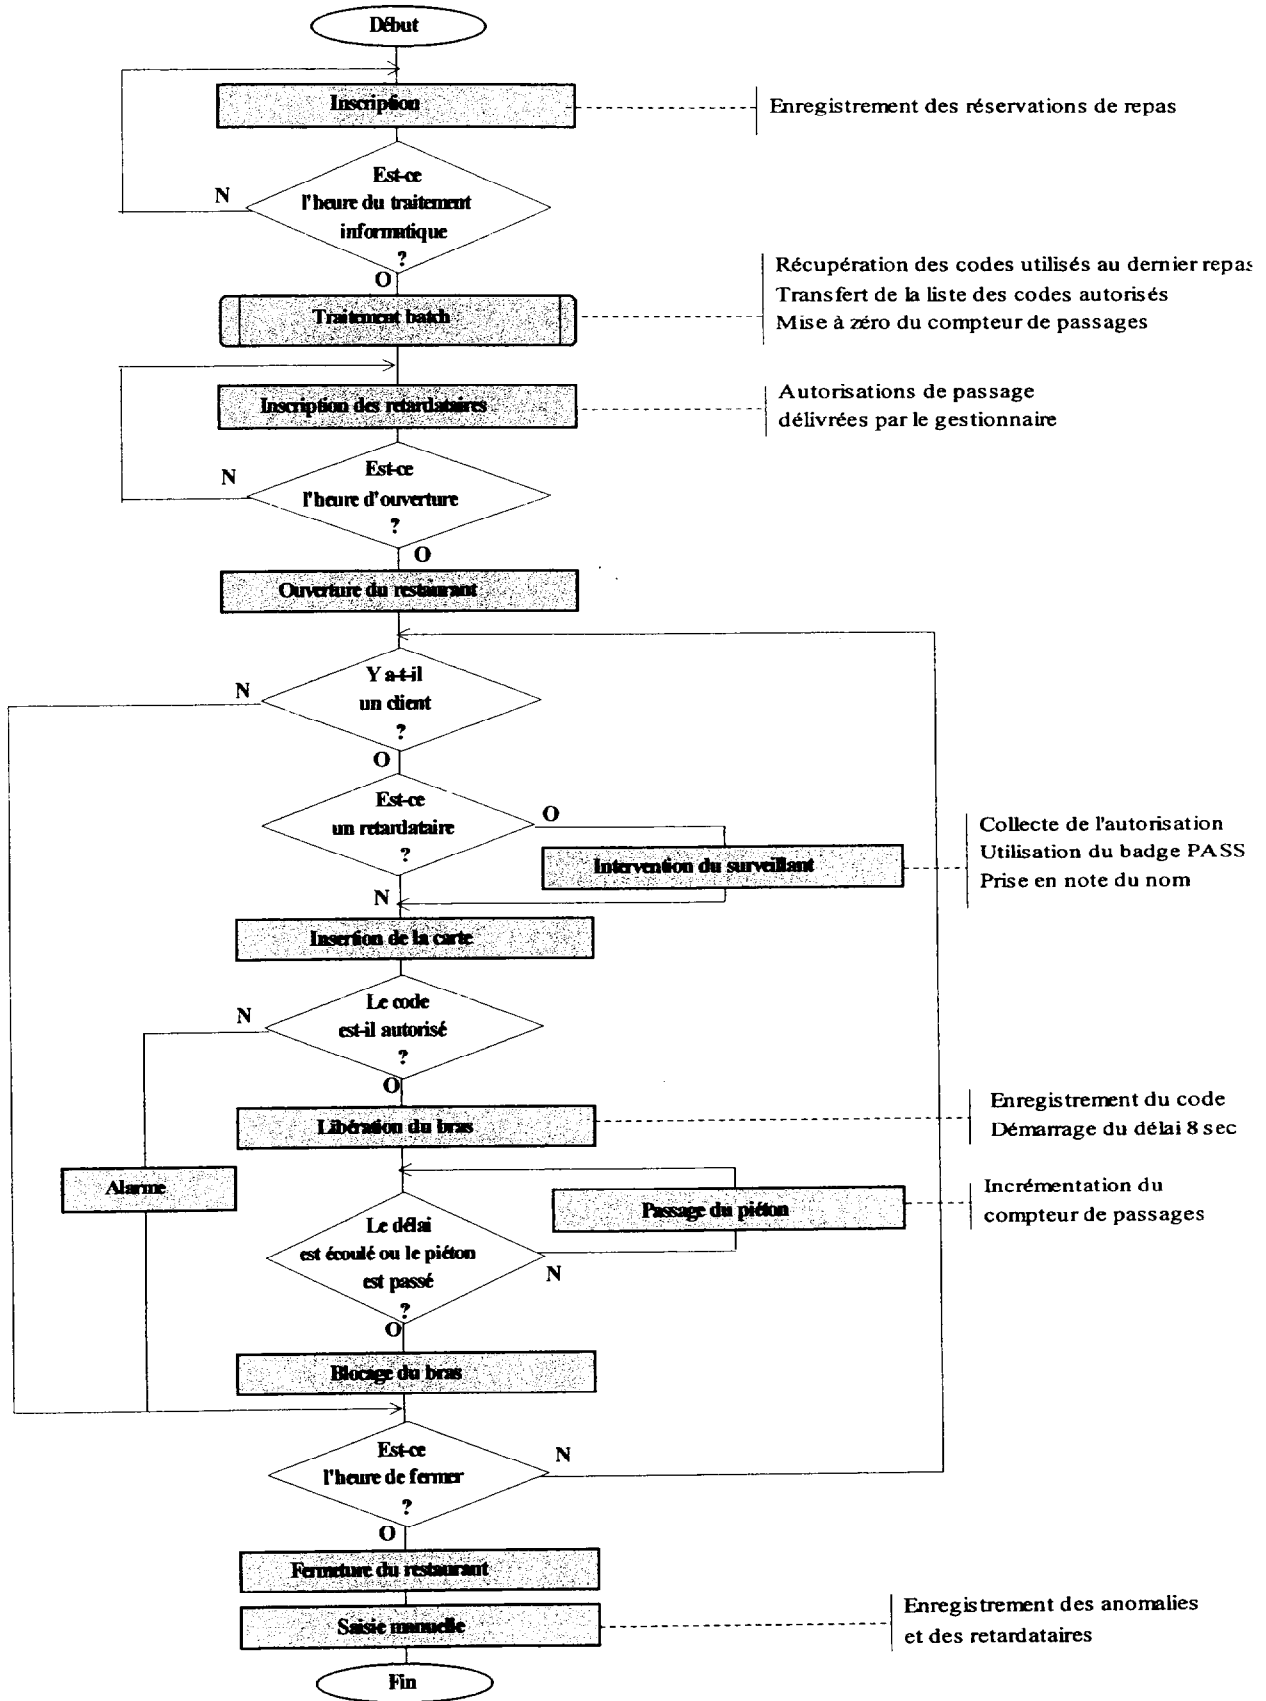 Début
Inscription
Enregistrement des réservations de repas
Est-ce
l'heure du traitement
informatique
?
N
O
Récupération des codes utilisés au dernier repas
Transfert de la liste des codes autorisés
Mise à zéro du compteur de passages
Traitement batch
Inscription des retardataires
Autorisations de passage
délivrées par le gestionnaire
Est-ce
l'heure d'ouverture
?
N
O
Ouverture du restaurant
Y a-t-il
un client
?
N
O
Est-ce
un retardataire
?
O
N
Intervention du surveillant
Collecte de l'autorisation
Utilisation du badge PASS
Prise en note du nom
Insertion de la carte
Le code
est-il autorisé
?
N
O
Libération du bras
Enregistrement du code
Démarrage du délai 8 sec
Alarme
Passage du piéton
Incrémentation du
compteur de passages
Le délai
est écoulé ou le piéton
est passé
?
N
O
Blocage du bras
Est-ce
l'heure de fermer
?
N
O
Fermeture du restaurant
Saisie manuelle
Enregistrement des anomalies
et des retardataires
Fin